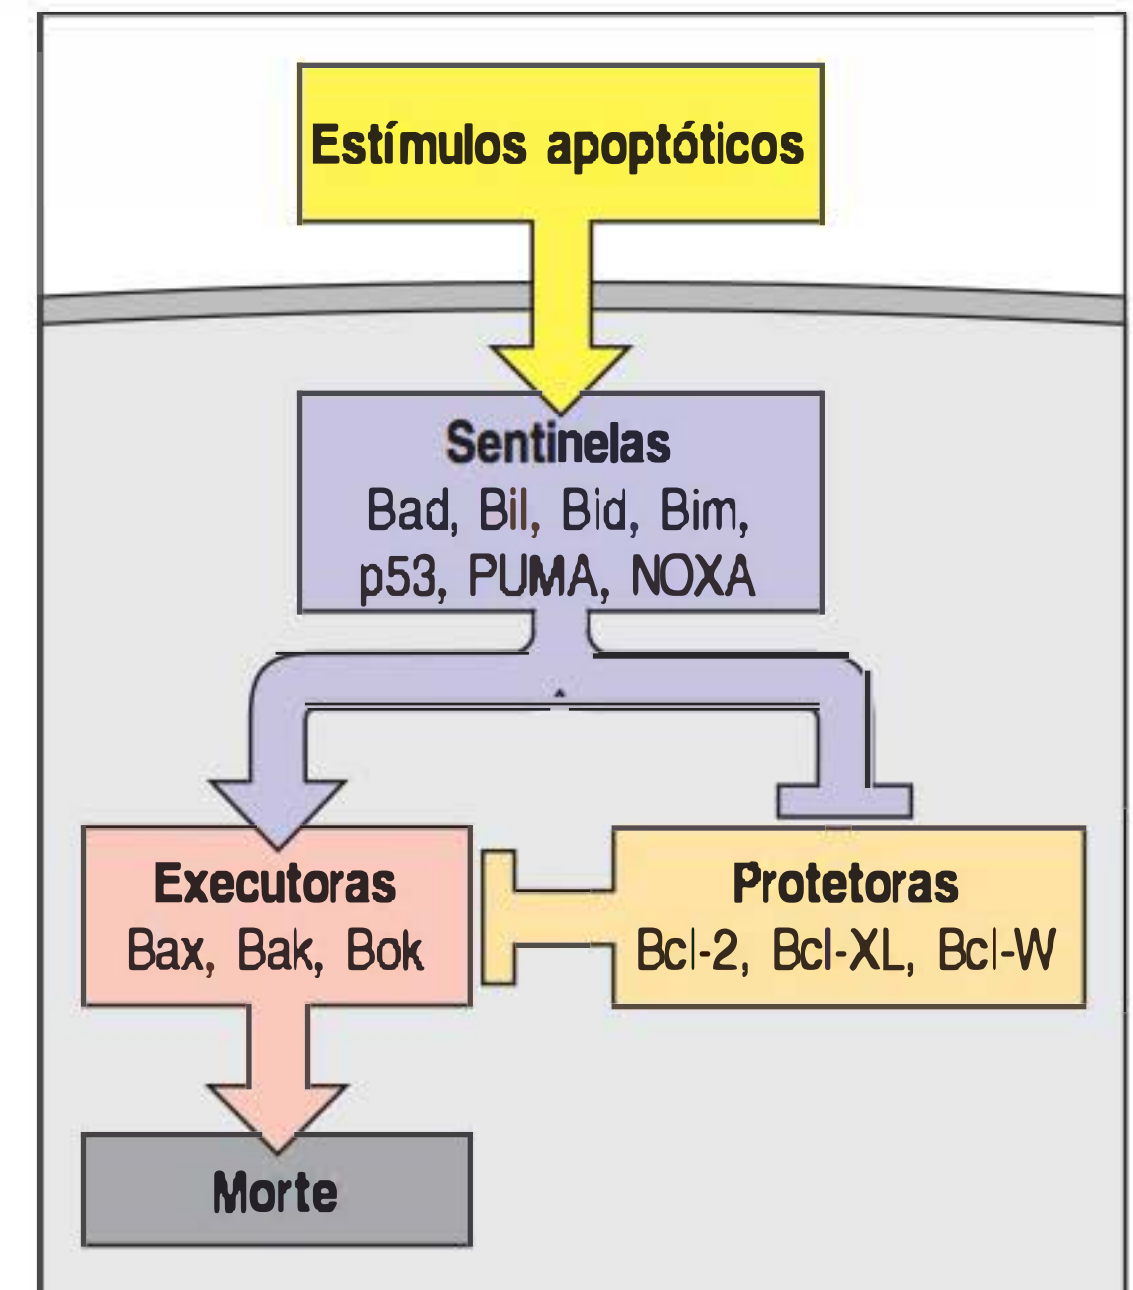 Estímulos apoptóticos
Sentinelas
Bad, Bil, Bid, Bim,
p53, PUMA, NOXA
Executoras
Bax, Bak, Bok
Protetoras
Bcl-2, Bcl-XL, Bcl-W
Morte